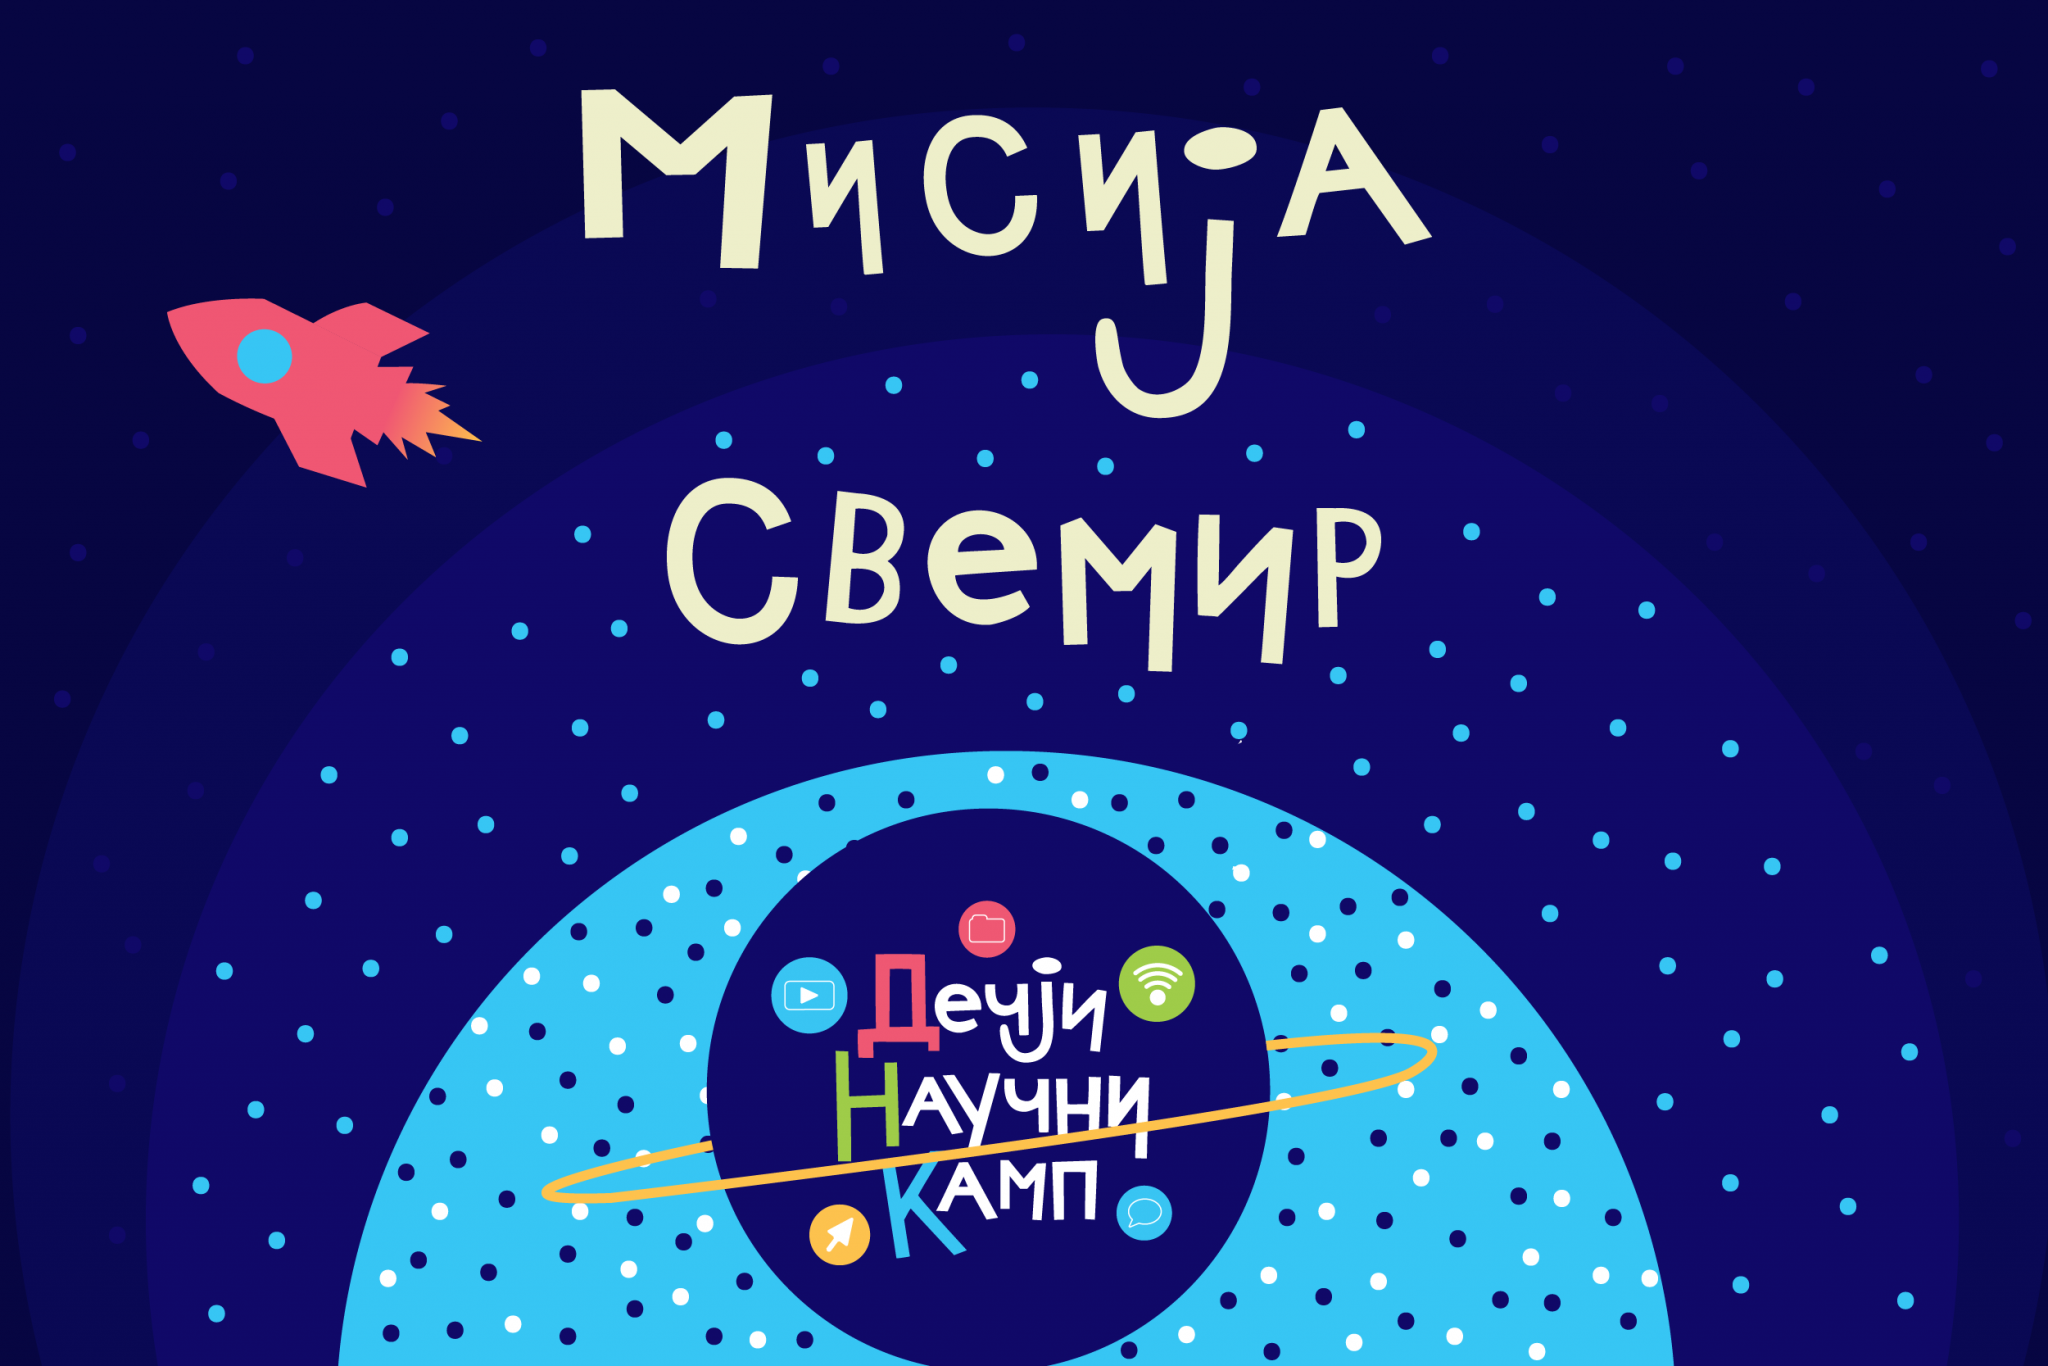 Мисија
Свемир
Дечји
Научни
Камп